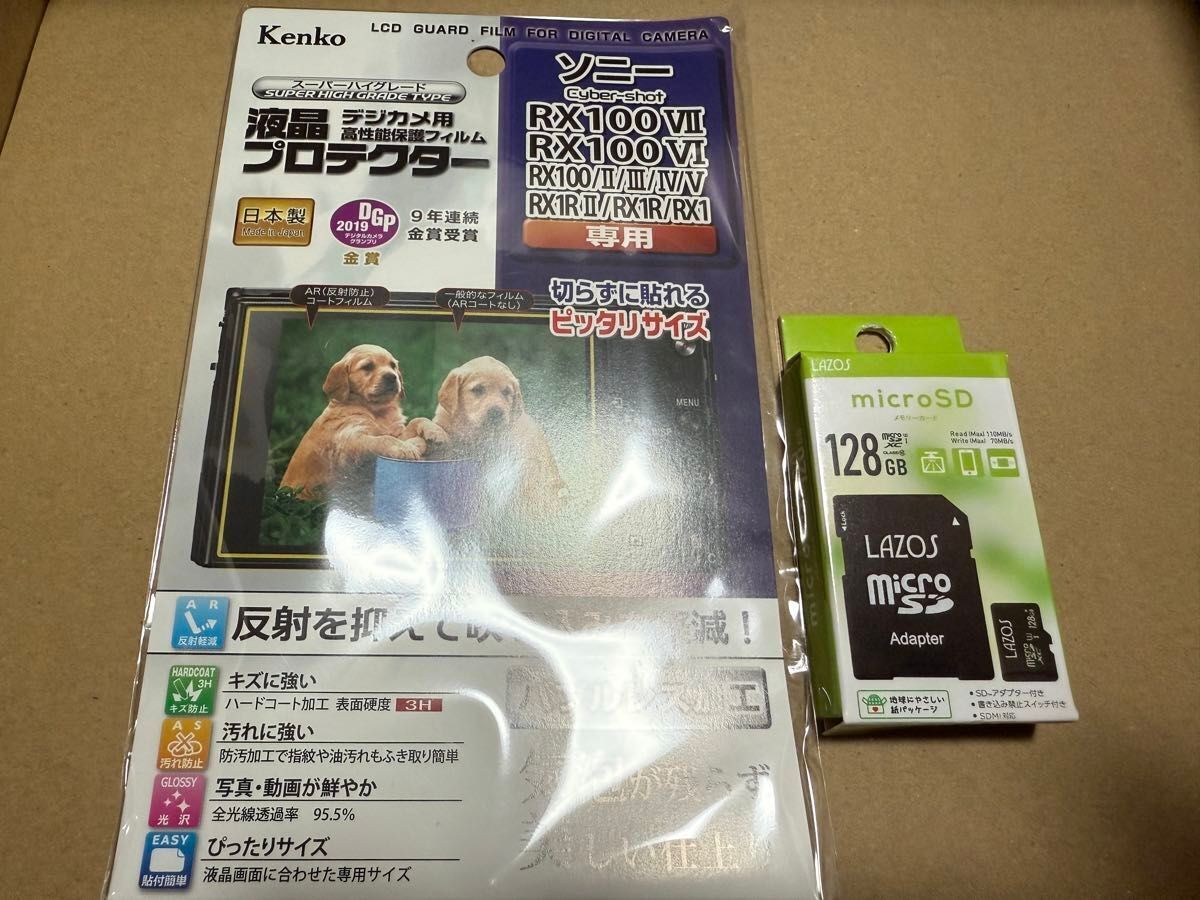 Kenko
LCD GUARD FILM FOR DIGITAL CAMERA
スーパーハイグレード
SUPER HIGH GRADE TYPE
液晶
デジカメ用
高性能保護フィルム
プロテクター
日本製
Made in Japan
DGP
2019
デジタルカメラ
グランプリ
金賞
9年連続
金賞受賞
ソニー
Cyber-shot
RX100 VII
RX100 VI
RX100/II/III/IV/V
RX1R II/RX1R/RX1
専用
切らずに貼れる
ピッタリサイズ
AR(反射防止)
コートフィルム
一般的なフィルム
(ARコートなし)
MENU
AR
反射軽減
反射を抑えて
減!
HARDCOAT
3H
キズ防止
キズに強い
ハードコート加工 表面硬度 3H
AS
汚れ防止
汚れに強い
防汚加工で指紋や油汚れもふき取り簡単
GLOSSY
光沢
写真・動画が鮮やか
全光線透過率 95.5%
EASY
貼付簡単
ぴったりサイズ
液晶画面に合わせた専用サイズ
LAZOS
microSD
メモリーカード
128GB
micro SD XC
CLASS10
Read (Max) 110MB/s
Write (Max) 70MB/s
Lock
LAZOS
micro SD
Adapter
LAZOS
128GB
地球にやさしい
紙パッケージ
・SD™アダプター付き
・書き込み禁止スイッチ付き
・SDMI 対応